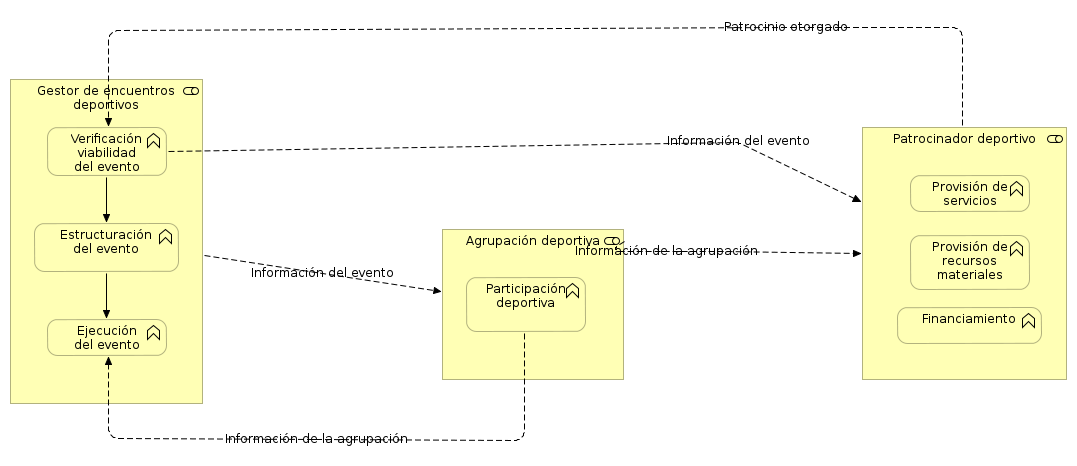 Patrocinio otorgado
Gestor de encuentros
deportivos
Verificación
viabilidad
del evento
Información del evento
Patrocinador deportivo
Provisión de
servicios
Estructuración
del evento
Agrupación deportiva
Información de la agrupación
Provisión de
recursos
materiales
Información del evento
Participación
deportiva
Financiamiento
Ejecución
del evento
Información de la agrupación